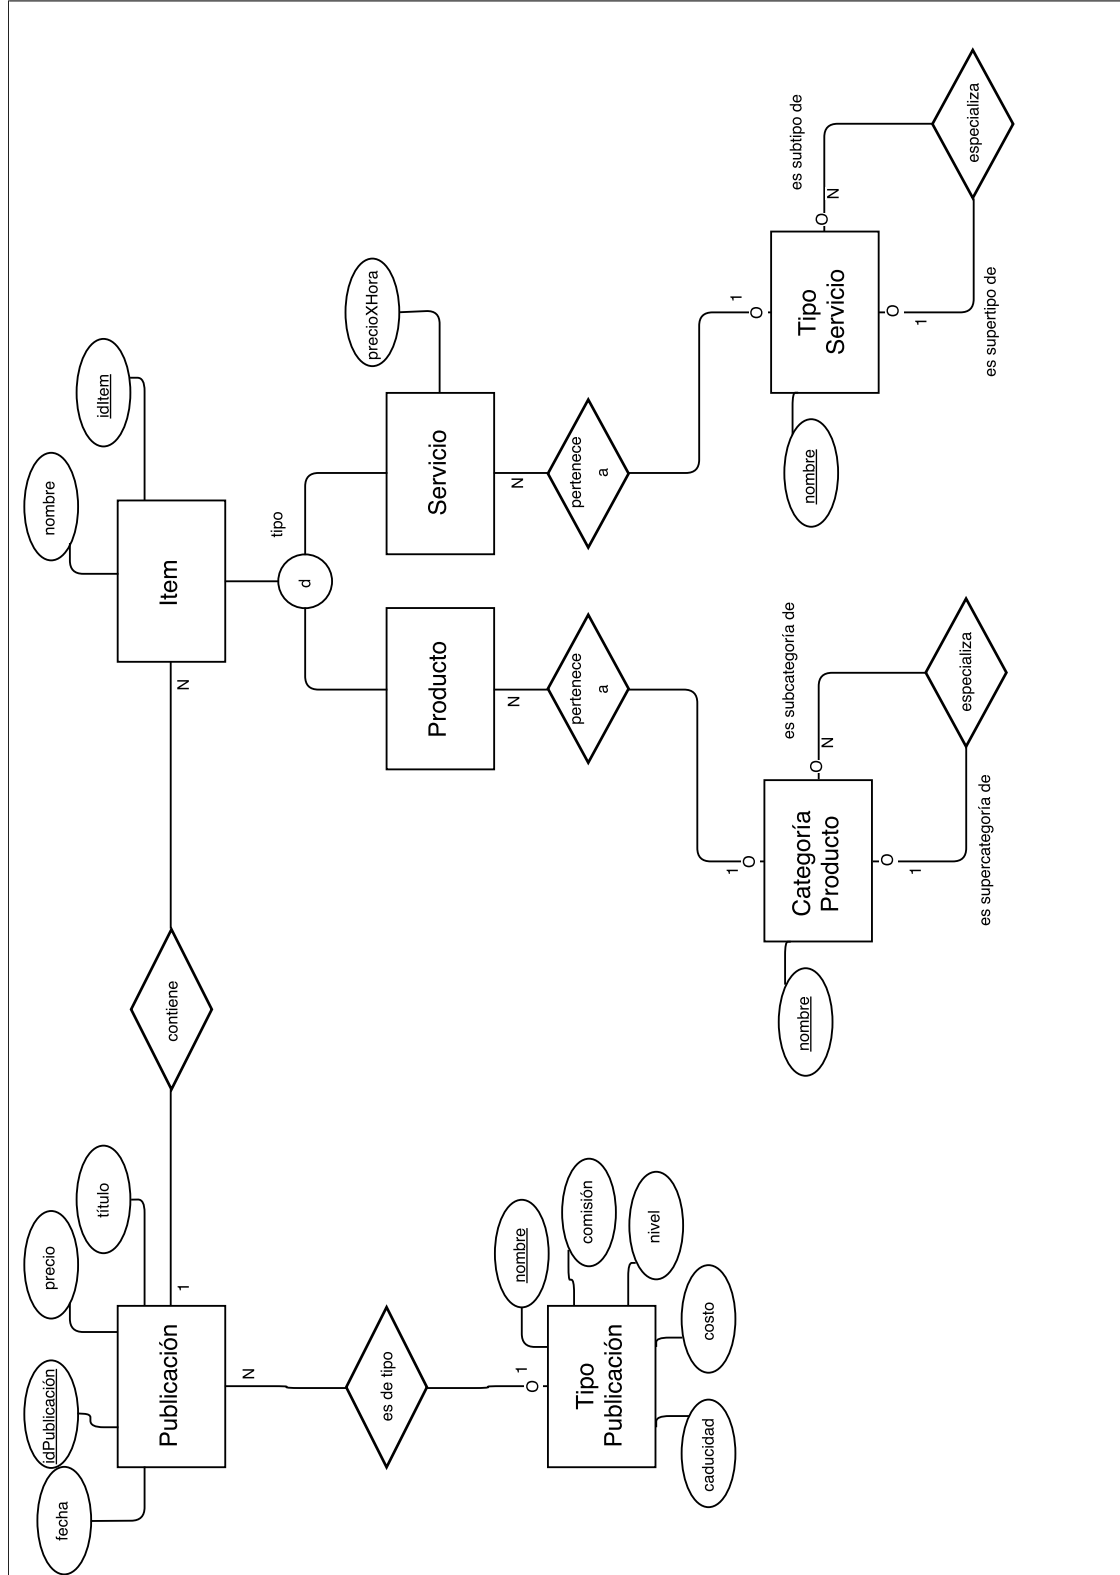 fecha
idPublicación
precio
título
Publicación
1
contiene
N
nombre
idItem
Item
tipo
d
N
es de tipo
1
O
Tipo
Publicación
nombre
comisión
nivel
costo
caducidad
Producto
Servicio
precioXHora
N
N
pertenece
a
pertenece
a
1
O
1
O
nombre
Categoría
Producto
O
N
es subcategoría de
O
1
es supercategoría de
especializa
nombre
Tipo
Servicio
O
N
es subtipo de
O
1
es supertipo de
especializa